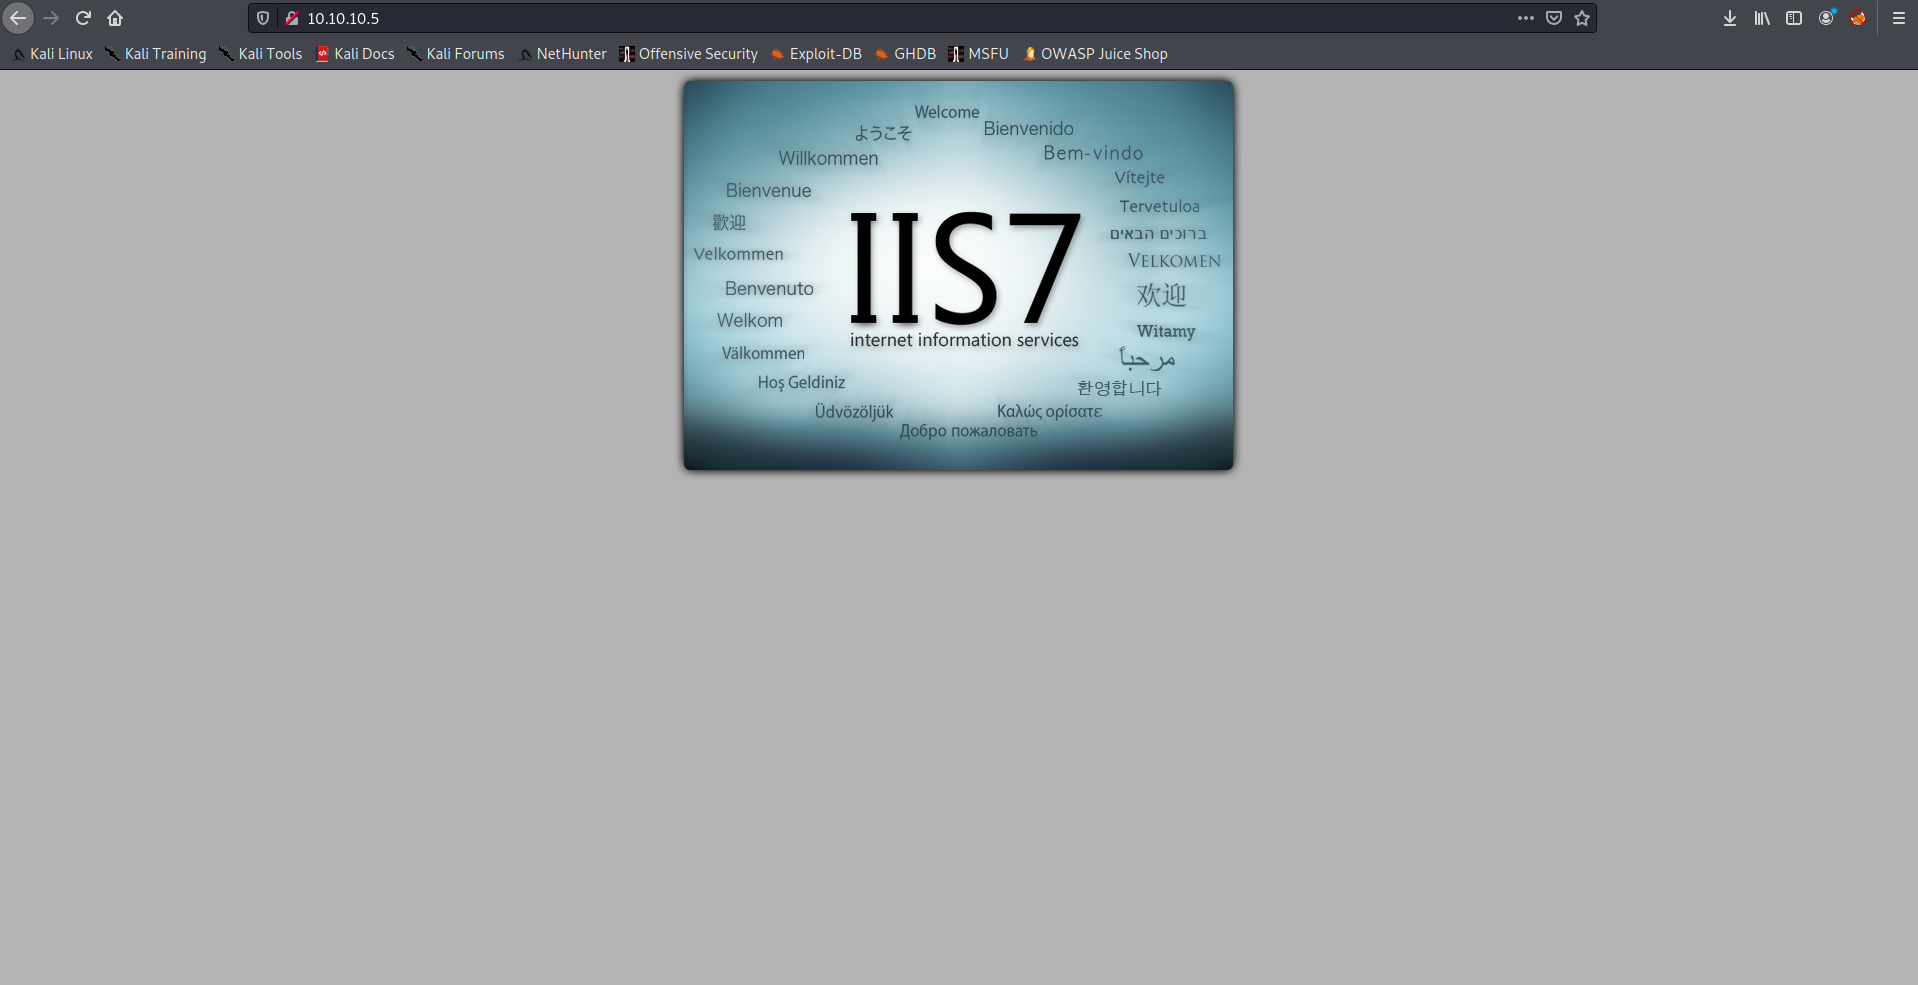 10.10.10.5
Kali Linux Kali Training Kali Tools Kali Docs Kali Forums NetHunter Offensive Security Exploit-DB GHDB MSFU OWASP Juice Shop
Welcome
Bienvenido
Bem-vindo
Vítejte
Tervetuloa
ברוכים הבאים
VELKOMEN
欢迎
Witamy
مرحباً
환영합니다
Καλώς ορίσατε
Добро пожаловать
Üdvözöljük
Hoş Geldiniz
Välkommen
Welkom
Benvenuto
Velkommen
歡迎
Bienvenue
Willkommen
ようこそ
IIS7
internet information services